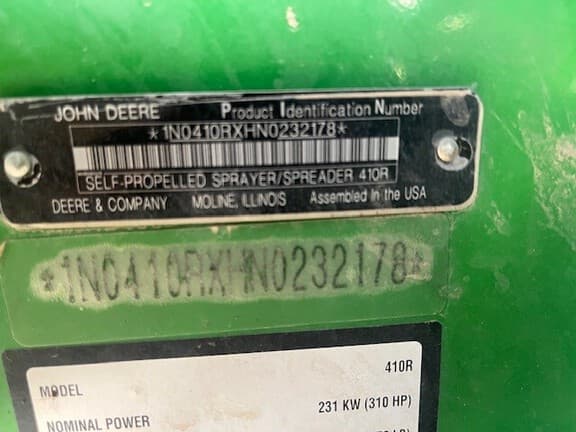 JOHN DEERE Product Identification Number
*1N0410RXHN0232178*
SELF-PROPELLED SPRAYER/SPREADER 410R
DEERE & COMPANY MOLINE, ILLINOIS Assembled in the USA
*1N0410RXHN0232178*
MODEL 410R
NOMINAL POWER 231 KW (310 HP)